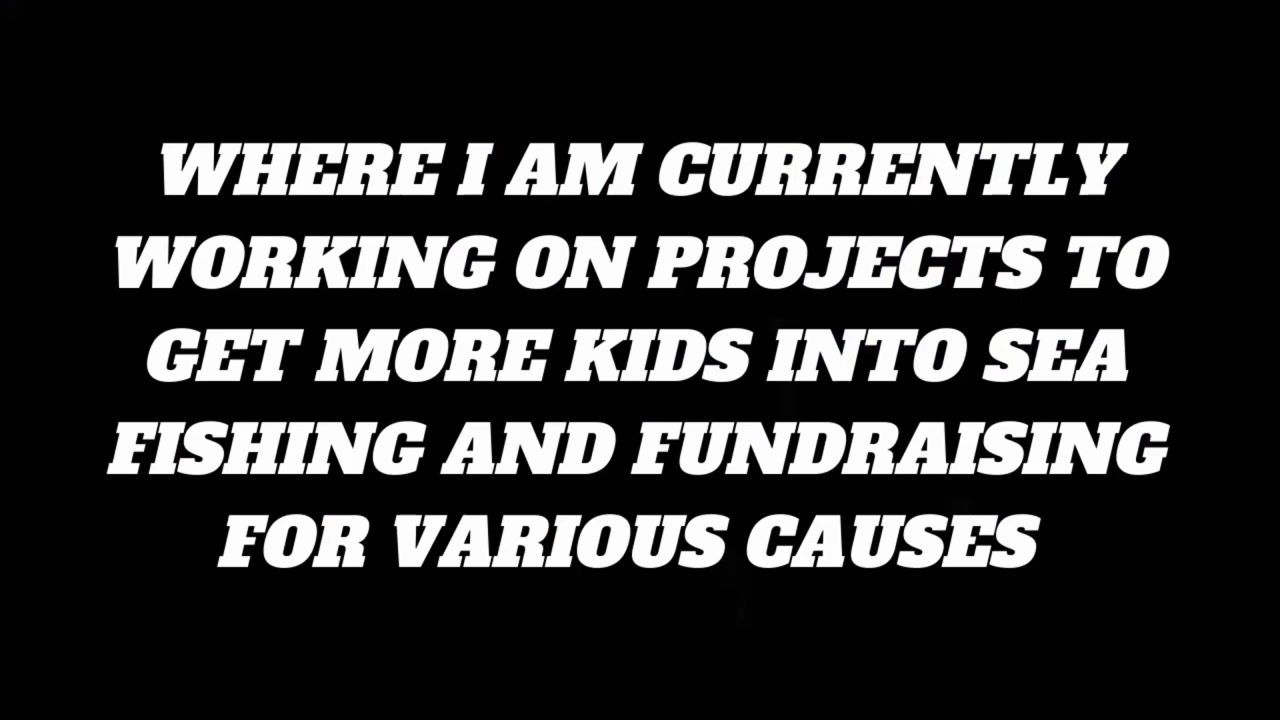 WHERE I AM CURRENTLY
WORKING ON PROJECTS TO
GET MORE KIDS INTO SEA
FISHING AND FUNDRAISING
FOR VARIOUS CAUSES